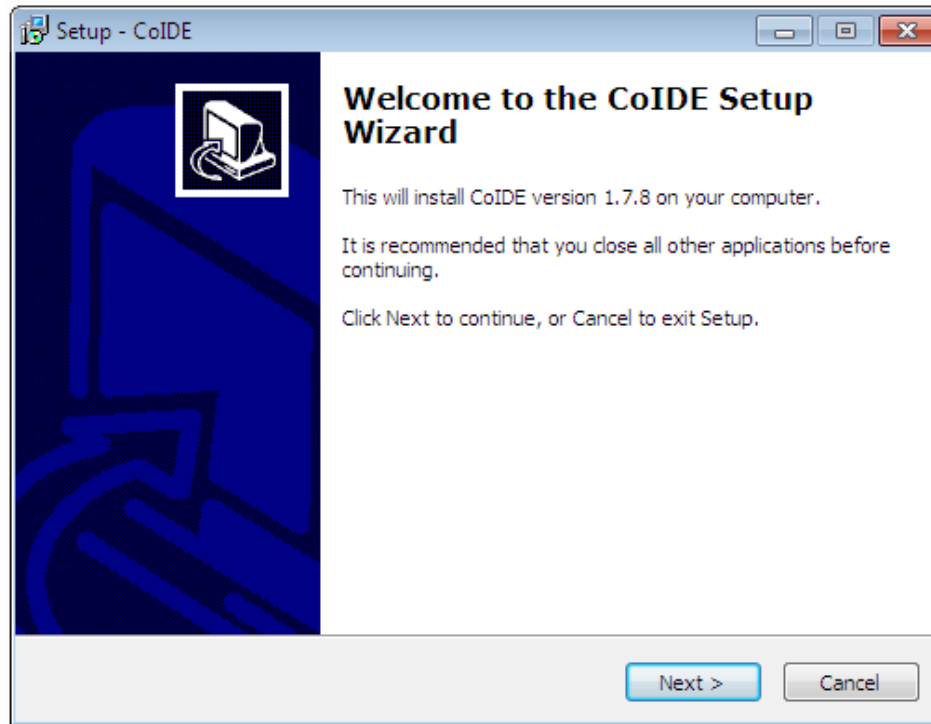 Setup - CoIDE
Welcome to the CoIDE Setup
Wizard
This will install CoIDE version 1.7.8 on your computer.
It is recommended that you close all other applications before
continuing.
Click Next to continue, or Cancel to exit Setup.
Next >
Cancel